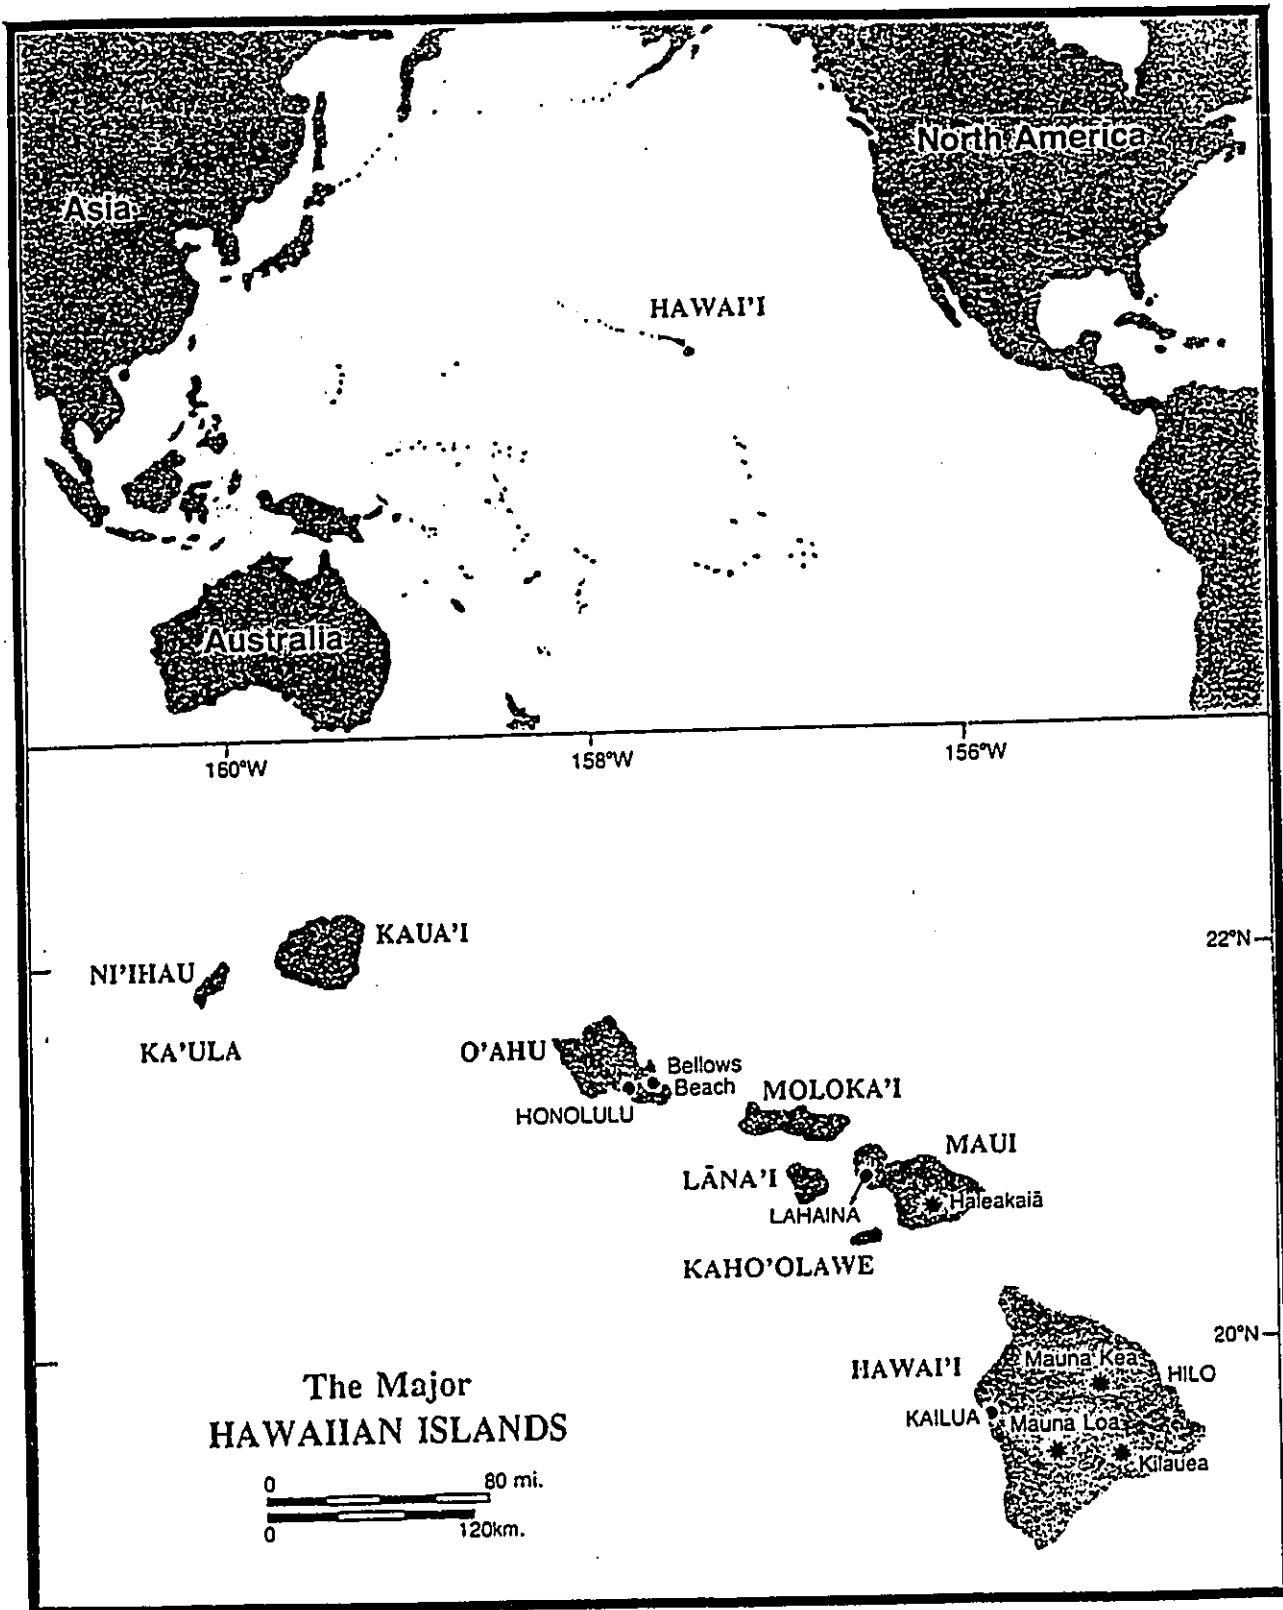 North America
Asia
HAWAI'I
Australia
160°W
158°W
156°W
KAUA'I
22°N
NI'IHAU
KA'ULA
O'AHU
Bellows
Beach
MOLOKA'I
HONOLULU
MAUI
LĀNA'I
Haleakaiā
LAHAINA
KAHO'OLAWE
20°N
HAWAI'I
Mauna Kea
HILO
The Major
HAWAIIAN ISLANDS
KAILUA
Mauna Loa
Kilauea
0 80 mi.
0 120km.